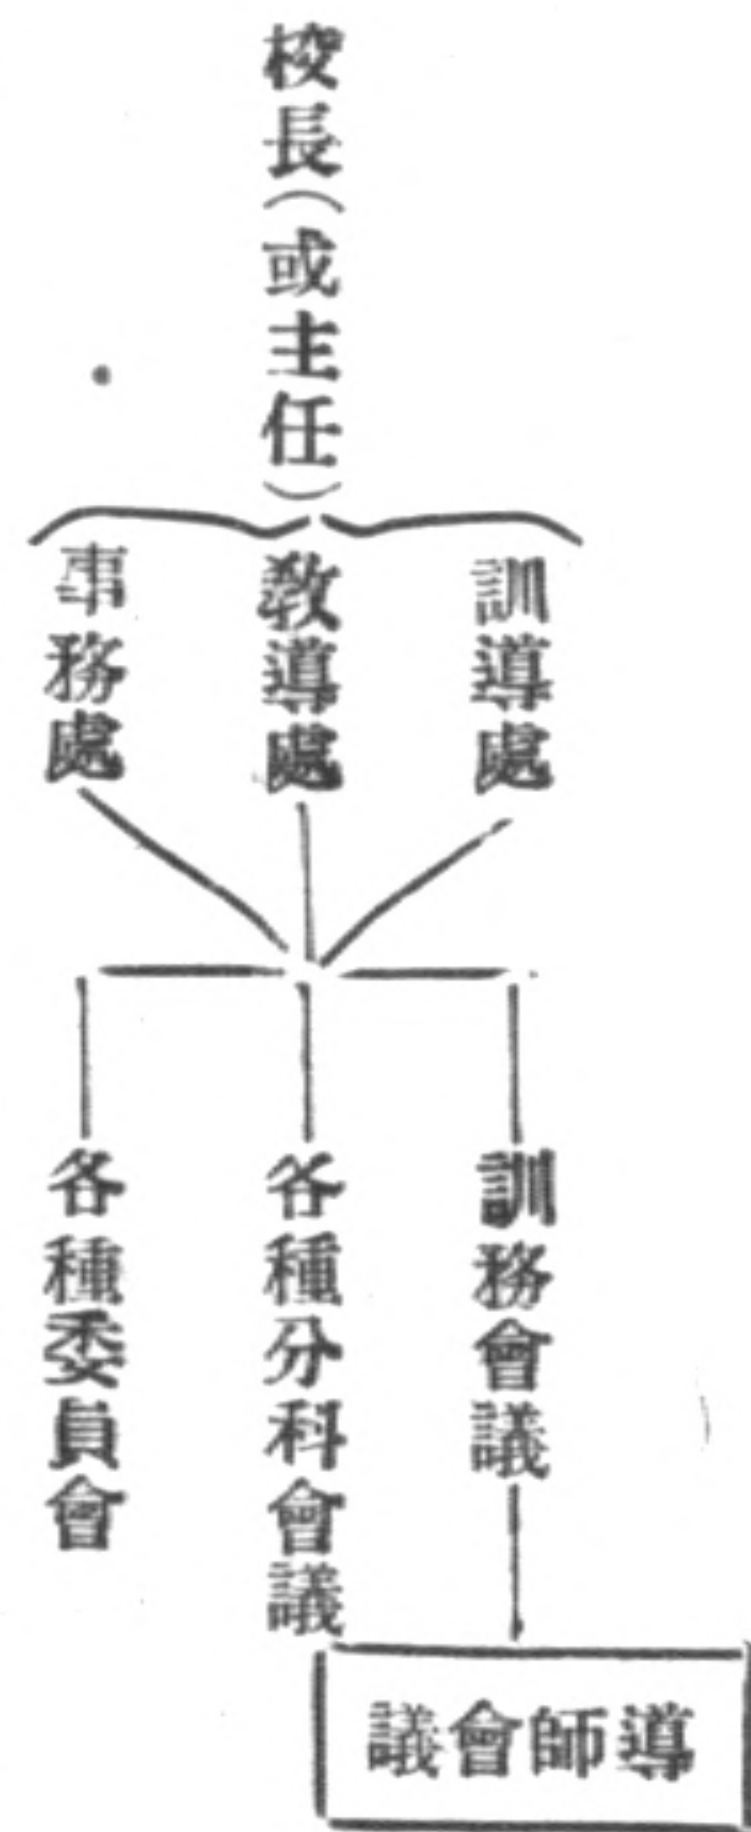 校長（或主任）
訓導處
教導處
事務處
訓務會議
各種分科會議
各種委員會
導師會議